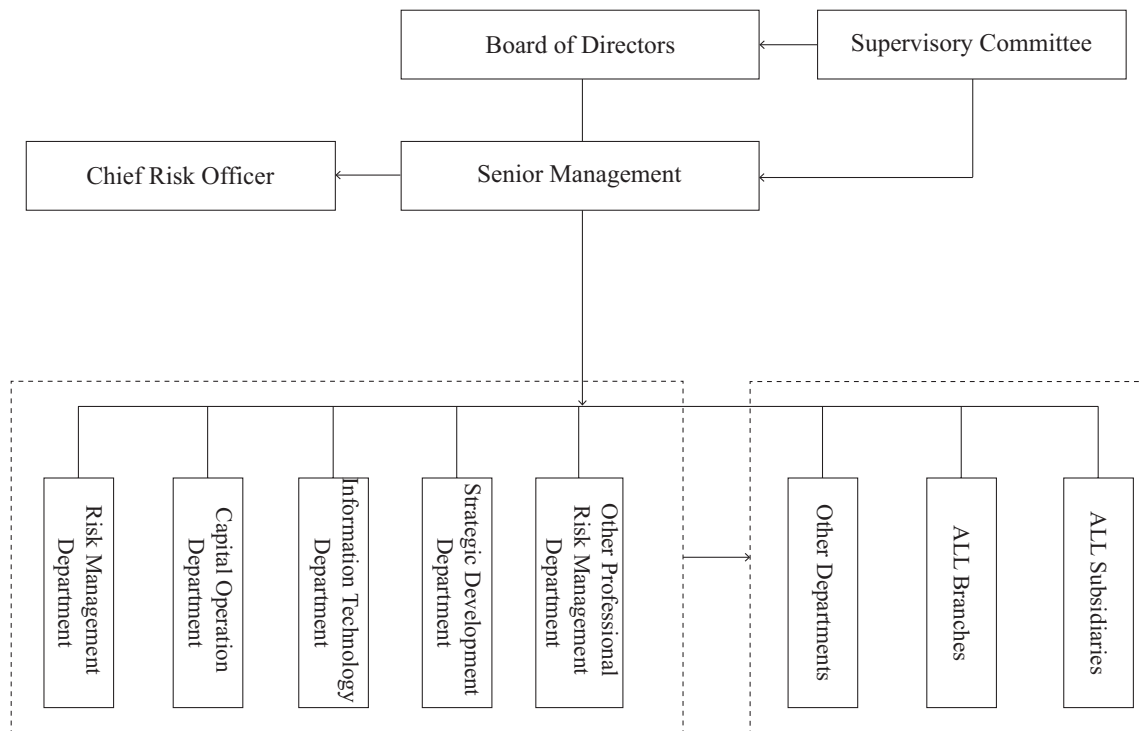 Board of Directors
Supervisory Committee
Chief Risk Officer
Senior Management
Risk Management
Department
Capital Operation
Department
Information Technology
Department
Strategic Development
Department
Other Professional
Risk Management
Department
Other Departments
ALL Branches
ALL Subsidiaries